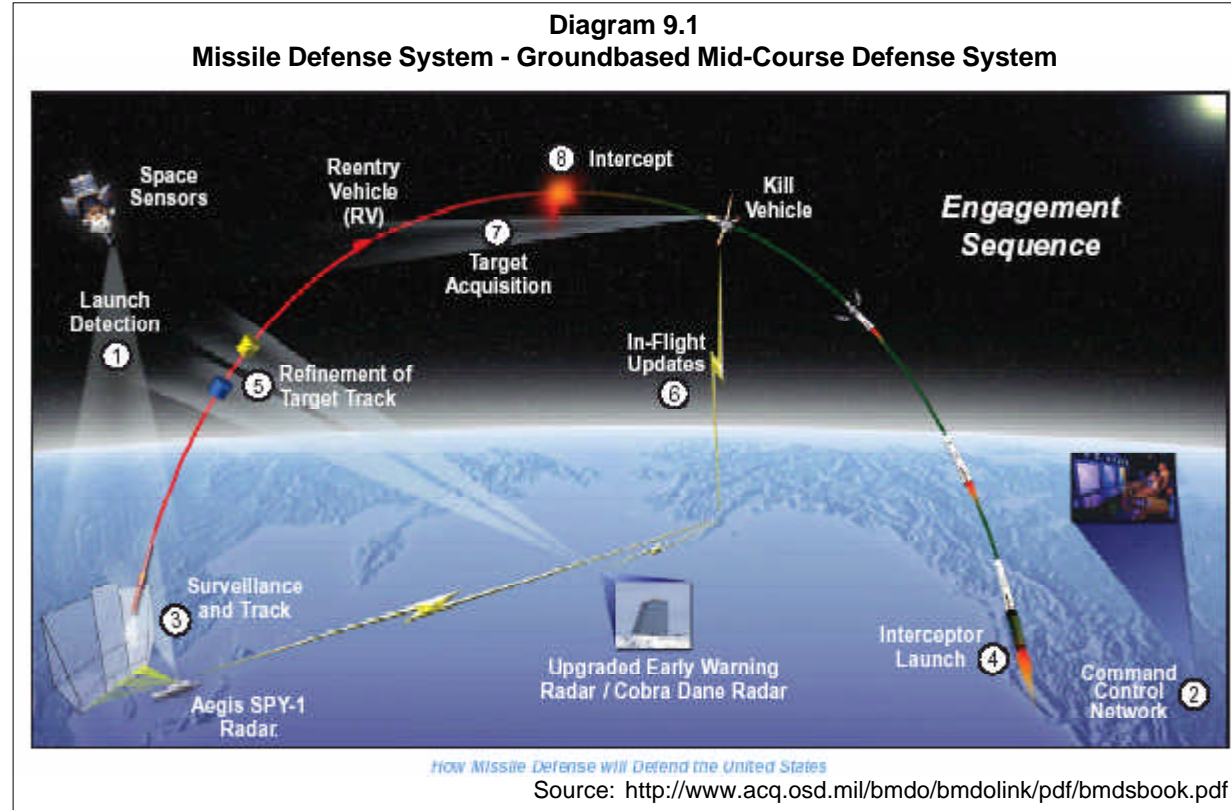 Diagram 9.1
Missile Defense System - Groundbased Mid-Course Defense System
Space
Sensors
Reentry
Vehicle
(RV)
8 Intercept
Kill
Vehicle
Engagement
Sequence
7
Target
Acquisition
Launch
Detection
1
In-Flight
Updates
6
5 Refinement of
Target Track
3 Surveillance
and Track
Aegis SPY-1
Radar.
Upgraded Early Warning
Radar / Cobra Dane Radar
Interceptor
Launch 4
Command
Control
Network 2
How Missile Defense will Defend the United States
Source: http://www.acq.osd.mil/bmdo/bmdolink/pdf/bmdsbook.pdf